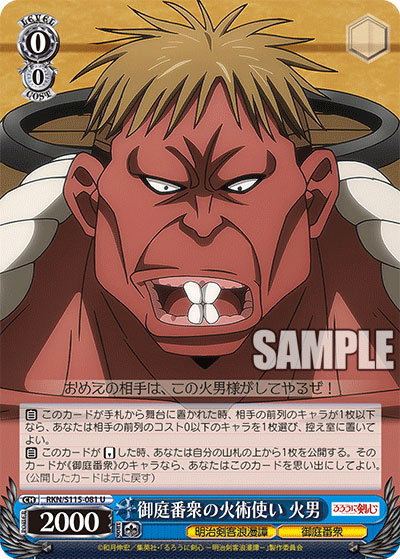 LEVEL
0
0
COST
SAMPLE
おめえの相手は、この火男様がしてやるぜ！
自 このカードが手札から舞台に置かれた時、相手の前列のキャラが1枚以下
なら、あなたは相手の前列のコスト0以下のキャラを1枚選び、控え室に置い
てよい。
自 このカードが した時、あなたは自分の山札の上から1枚を公開する。そ
のカードが《御庭番衆》のキャラなら、あなたはこのカードを思い出にしてよい。
(公開したカードは元に戻す)
CH RKN/S115-081 U
2000
御庭番衆の火術使い 火男
るろうに剣心
明治剣客浪漫譚
御庭番衆
©和月伸宏／集英社・「るろうに剣心 －明治剣客浪漫譚－」製作委員会